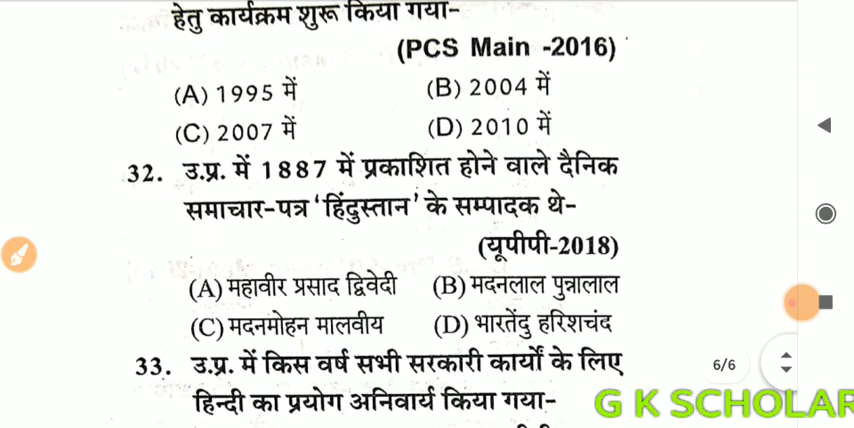 हेतु कार्यक्रम शुरू किया गया-
(PCS Main -2016)
(A) 1995 में (B) 2004 में
(C) 2007 में (D) 2010 में
32. उ.प्र. में 1887 में प्रकाशित होने वाले दैनिक
समाचार-पत्र 'हिंदुस्तान' के सम्पादक थे-
(यूपीपी-2018)
(A) महावीर प्रसाद द्विवेदी (B) मदनलाल पुन्नालाल
(C) मदनमोहन मालवीय (D) भारतेंदु हरिशचंद
33. उ.प्र. में किस वर्ष सभी सरकारी कार्यों के लिए
6/6
हिन्दी का प्रयोग अनिवार्य किया गया-
G K SCHOLAR